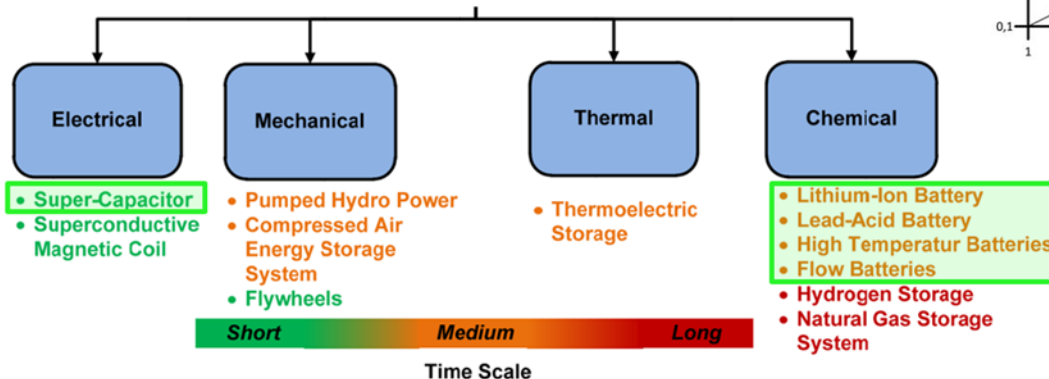 0,1
1
Electrical
Mechanical
Thermal
Chemical
• Super-Capacitor
• Superconductive
Magnetic Coil
• Pumped Hydro Power
• Compressed Air
Energy Storage
System
• Flywheels
• Thermoelectric
Storage
• Lithium-Ion Battery
• Lead-Acid Battery
• High Temperatur Batteries
• Flow Batteries
• Hydrogen Storage
• Natural Gas Storage
System
Short Medium Long
Time Scale